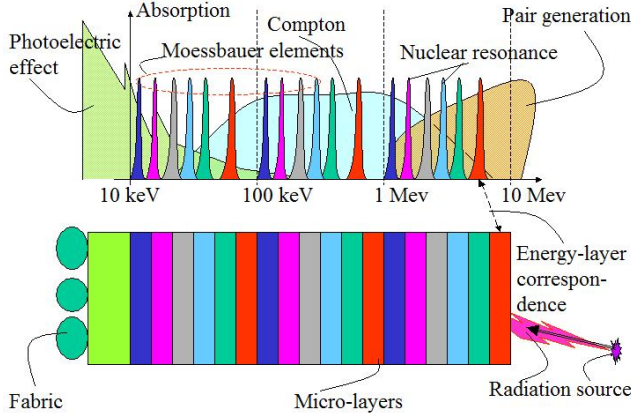 Absorption
Compton
Pair generation
Photoelectric
effect
Moessbauer elements
Nuclear resonance
10 keV
100 keV
1 Mev
10 Mev
Energy-layer
correspon-
dence
Fabric
Micro-layers
Radiation source